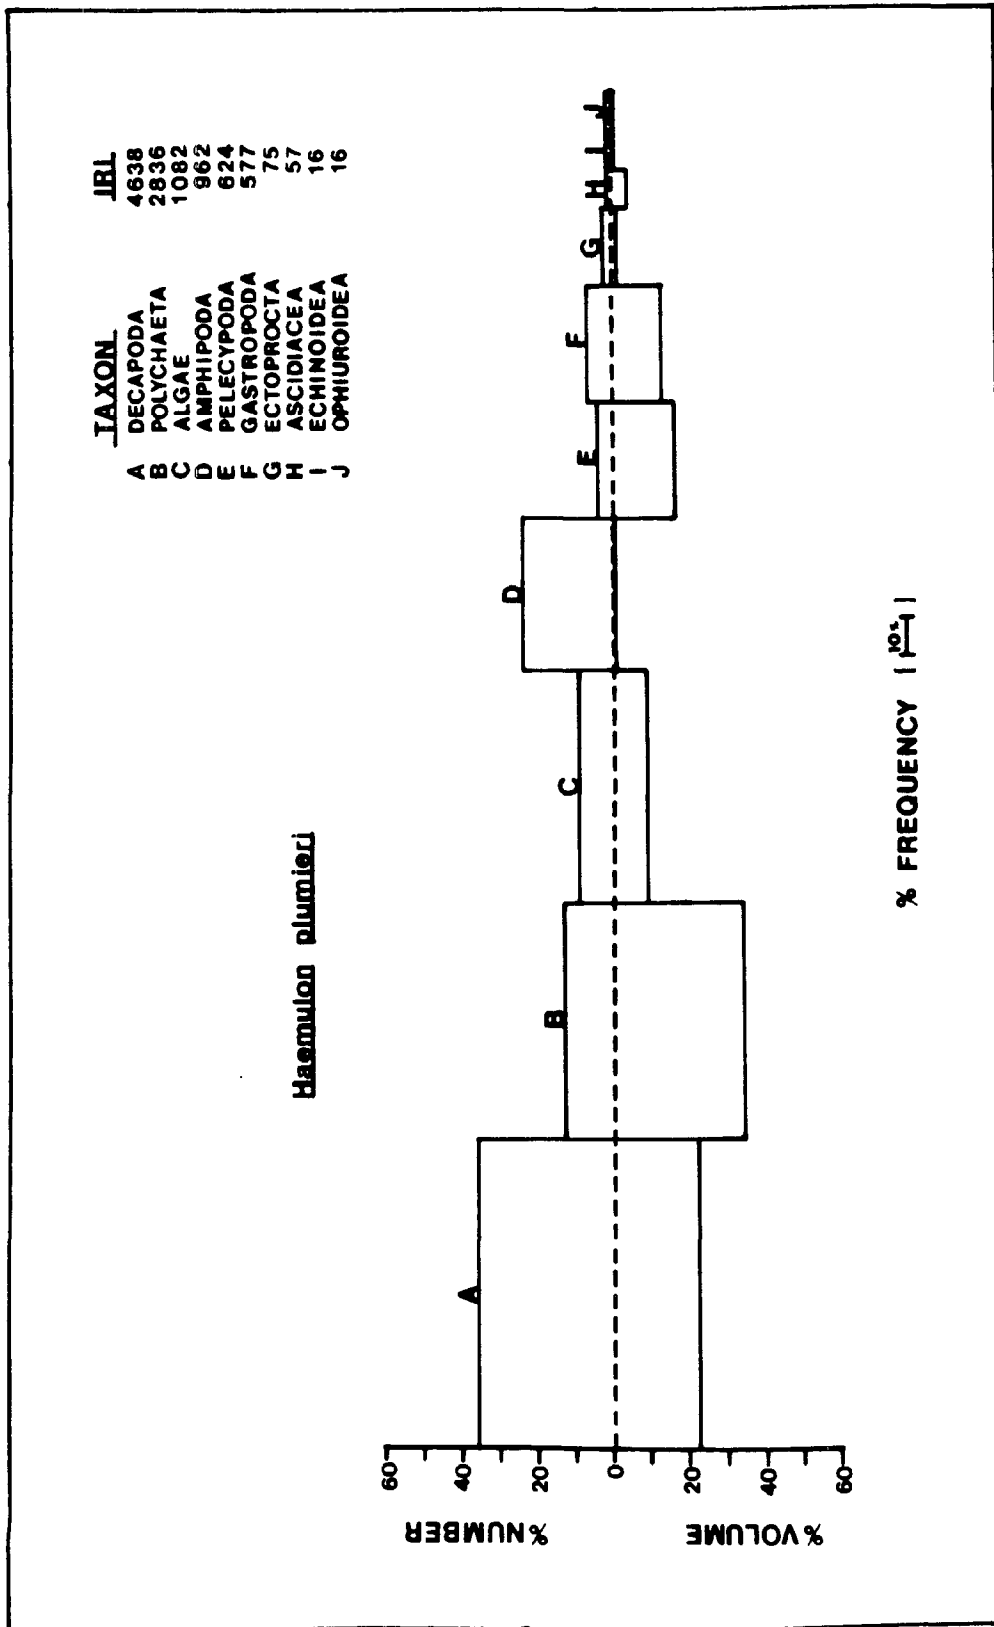 Haemulon plumieri
TAXON IRI
A DECAPODA 4638
B POLYCHAETA 2836
C ALGAE 1082
D AMPHIPODA 962
E PELECYPODA 624
F GASTROPODA 577
G ECTOPROCTA 75
H ASCIDIACEA 57
I ECHINOIDEA 16
J OPHIUROIDEA 16
% NUMBER
60
40
20
0
20
40
60
% VOLUME
A
B
C
D
E
F
G
H
I
J
% FREQUENCY ( 10% )